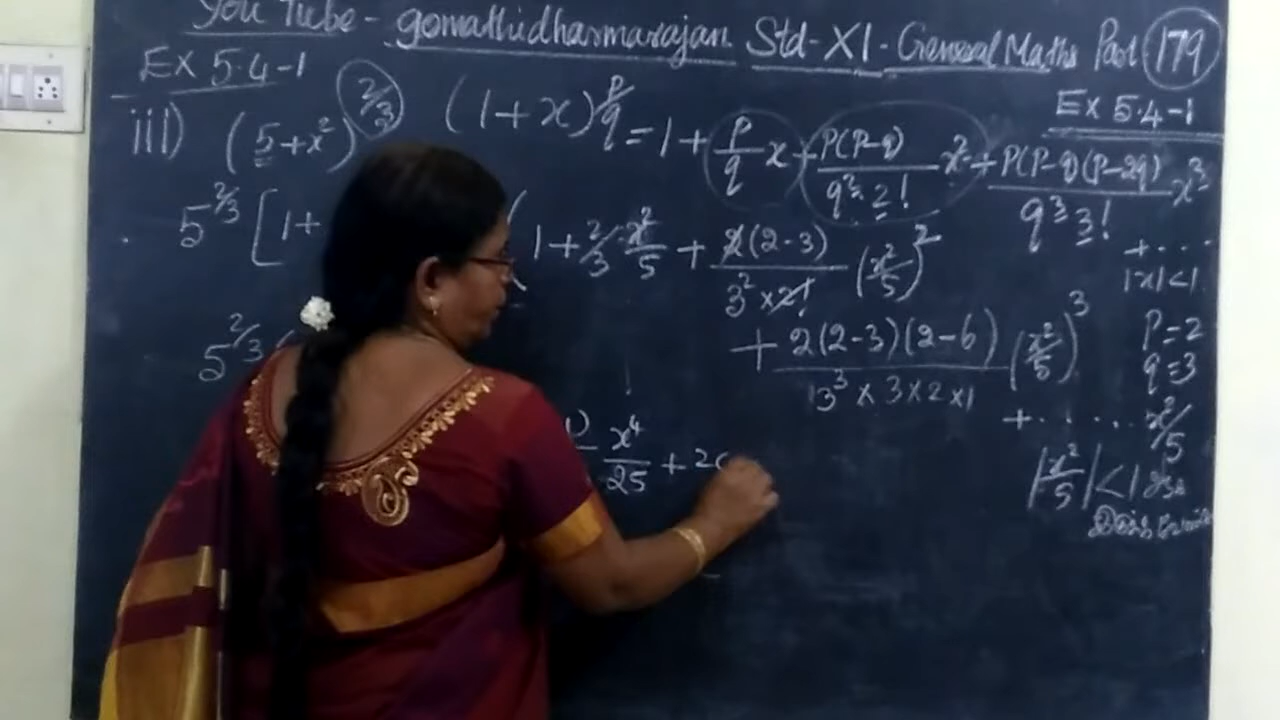 You Tube - gomathidharmarajan Std-XI-General Maths Part 179
EX 5.4-1
Ex 5.4-1
iii) (5+x²)^2/3
(1+x)^p/q = 1 + p/q x + P(P-q)/q² 2! x² + P(P-q)(P-2q)/q³ 3! x³
+ . . . .
|x|<1
5^2/3 [1+
(1 + 2/3 · x²/5 + 2(2-3)/3² × 2! (x²/5)²
+ 2(2-3)(2-6)/3³ × 3 × 2 × 1 (x²/5)³
+ . . . .
P = 2
q = 3
x²/5
5^2/3 (
x⁴/25 + 2
|x²/5| < 1